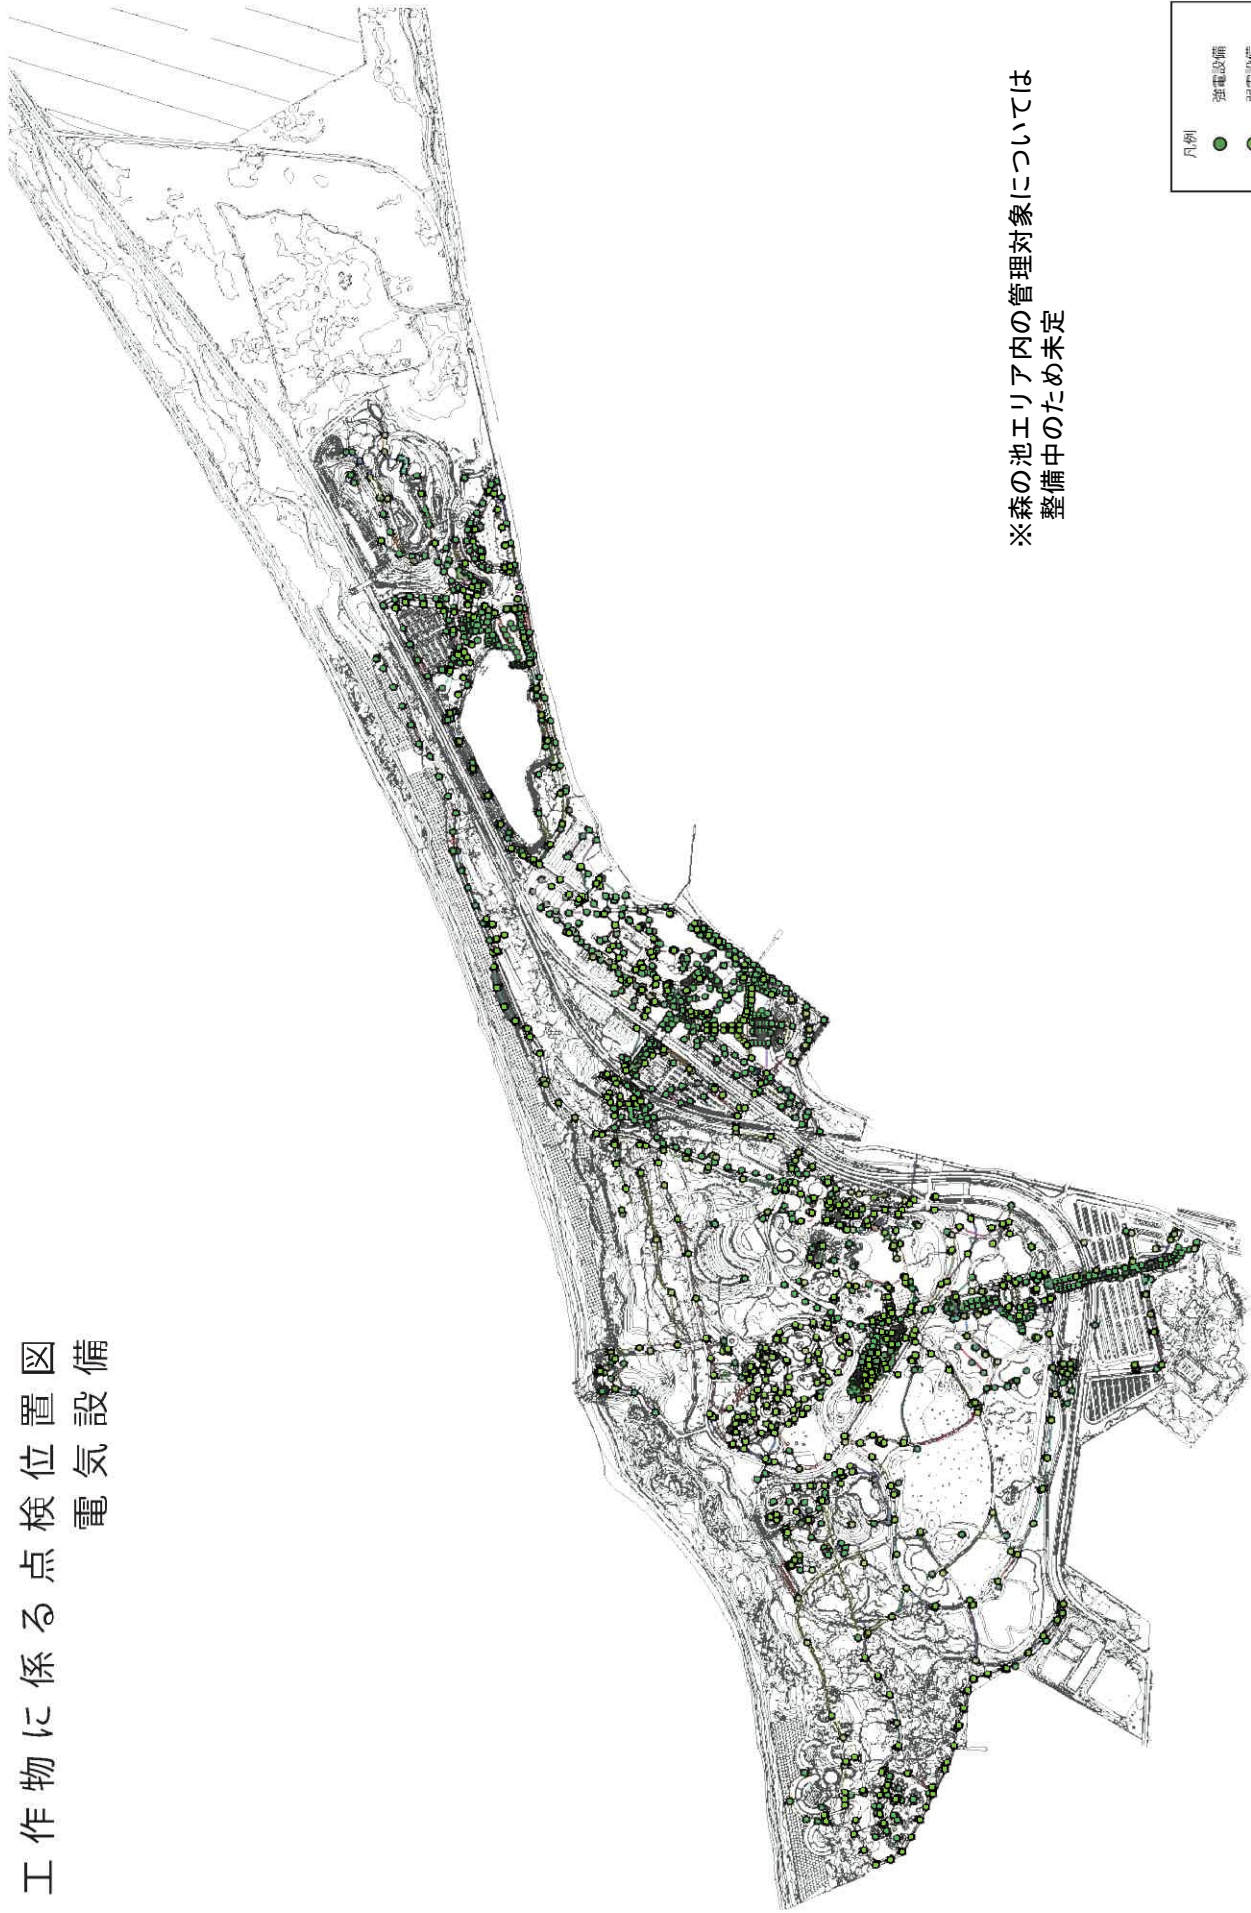 工作物に係る点検位置図
電気設備
※森の池エリア内の管理対象については
整備中のため未定
凡例
強電設備